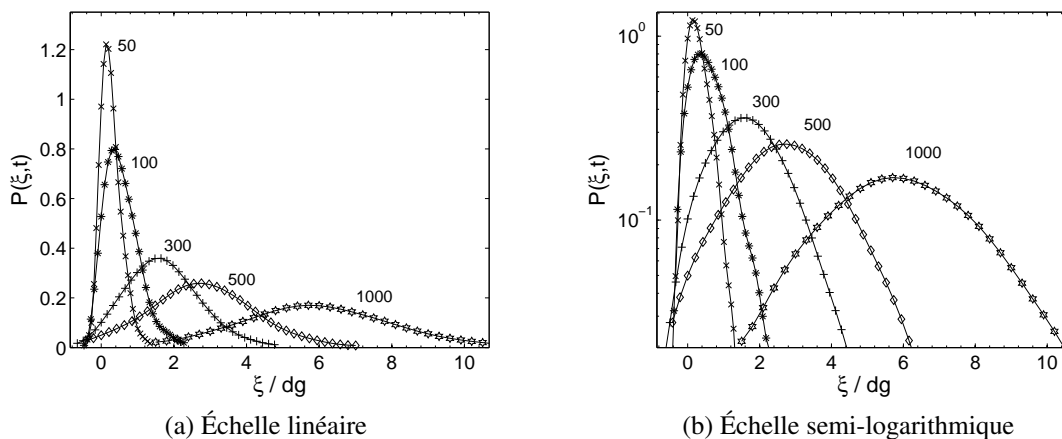 P(ξ,t)
1.2
1
0.8
0.6
0.4
0.2
0
50
100
300
500
1000
0 2 4 6 8 10
ξ / dg
(a) Échelle linéaire
P(ξ,t)
10⁰
10⁻¹
50
100
300
500
1000
0 2 4 6 8 10
ξ / dg
(b) Échelle semi-logarithmique